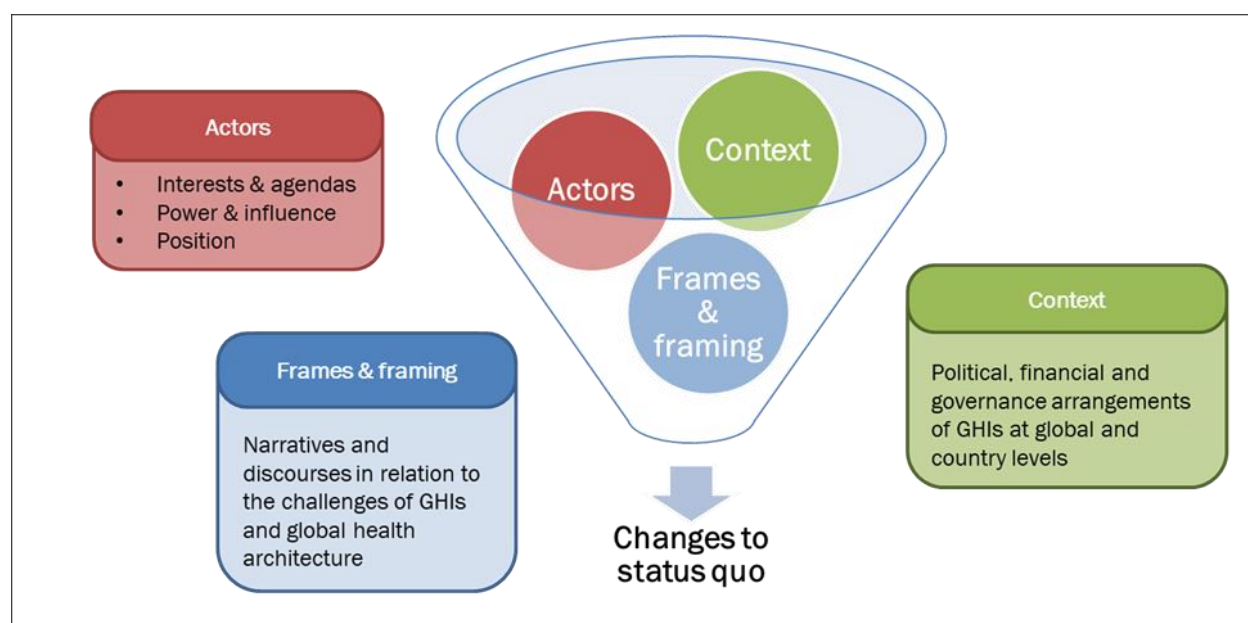 Actors
• Interests & agendas
• Power & influence
• Position
Actors
Context
Frames
&
framing
Frames & framing
Narratives and
discourses in relation to
the challenges of GHIs
and global health
architecture
Context
Political, financial and
governance arrangements
of GHIs at global and
country levels
Changes to
status quo